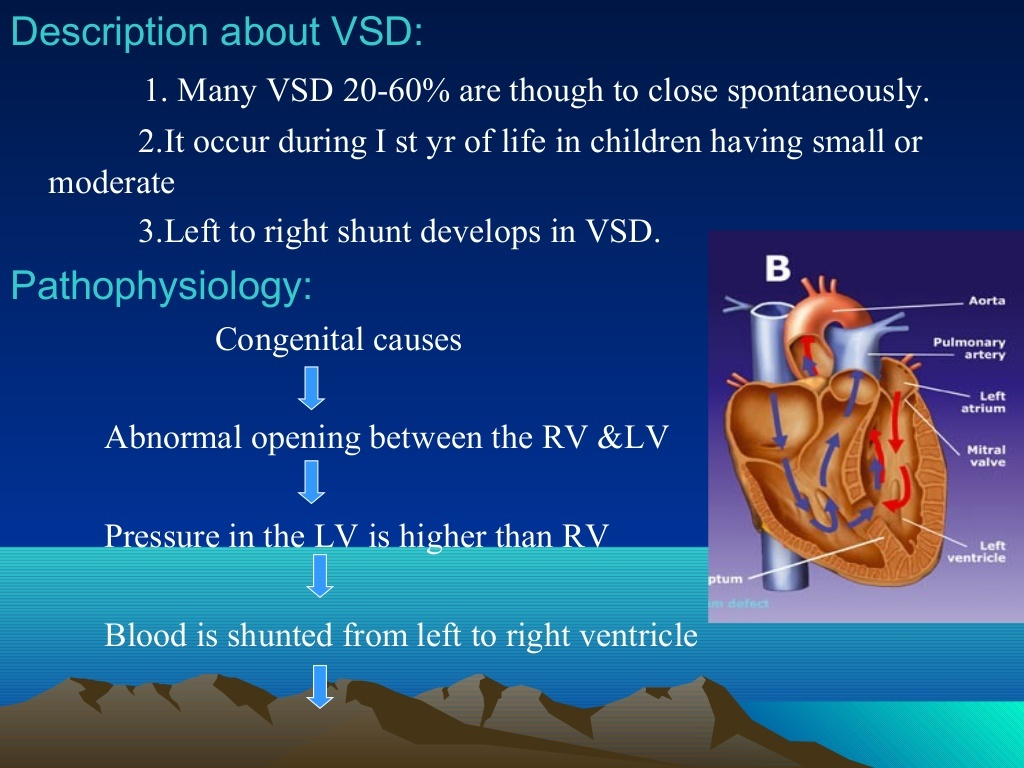 Description about VSD:
1. Many VSD 20-60% are though to close spontaneously.
2.It occur during I st yr of life in children having small or
moderate
3.Left to right shunt develops in VSD.
Pathophysiology:
Congenital causes
Abnormal opening between the RV &LV
Pressure in the LV is higher than RV
Blood is shunted from left to right ventricle
B
Aorta
Pulmonary
artery
Left
atrium
Mitral
valve
Left
ventricle
ptum
m defect